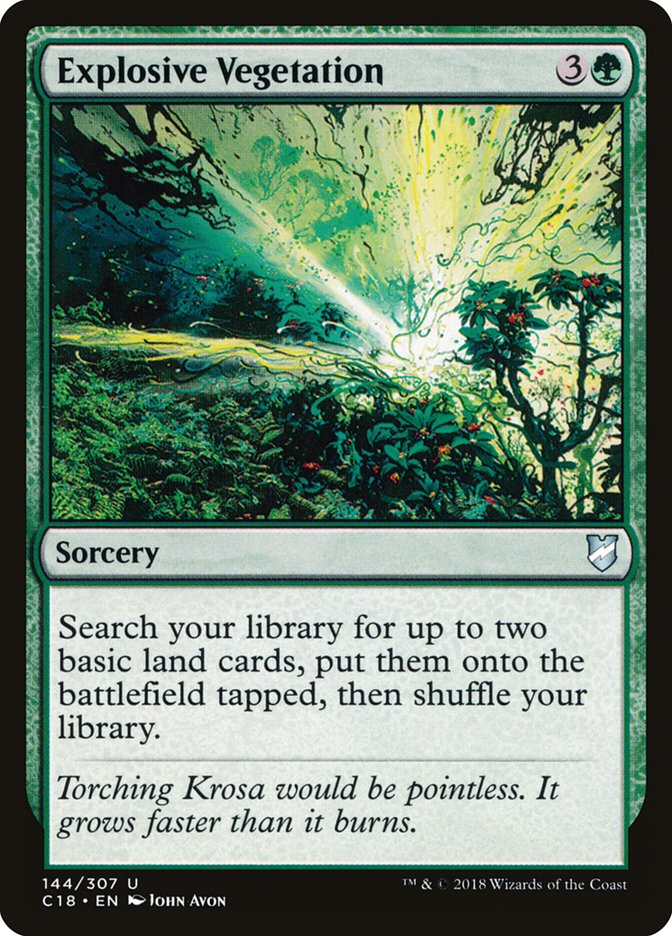 Explosive Vegetation 3
Sorcery
Search your library for up to two
basic land cards, put them onto the
battlefield tapped, then shuffle your
library.
Torching Krosa would be pointless. It
grows faster than it burns.
144/307 U
C18 • EN John Avon
™ & © 2018 Wizards of the Coast